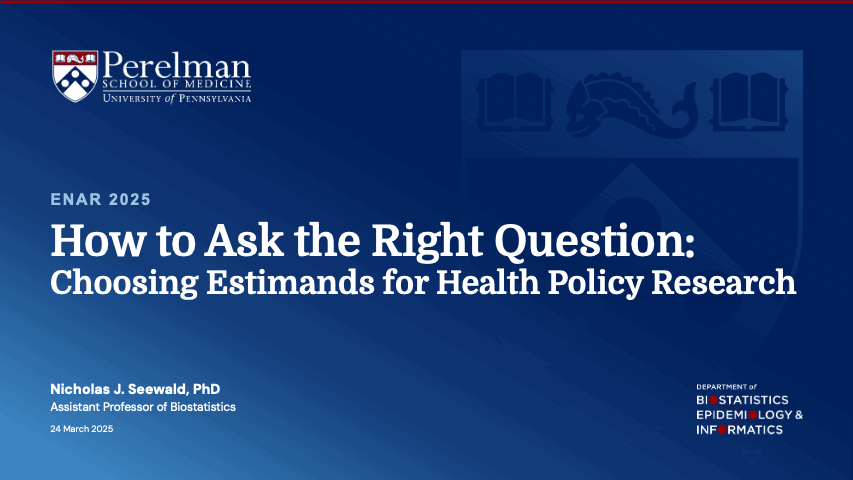 Perelman
SCHOOL OF MEDICINE
UNIVERSITY of PENNSYLVANIA
ENAR 2025
How to Ask the Right Question:
Choosing Estimands for Health Policy Research
Nicholas J. Seewald, PhD
Assistant Professor of Biostatistics
24 March 2025
DEPARTMENT of
BIOSTATISTICS
EPIDEMIOLOGY &
INFORMATICS